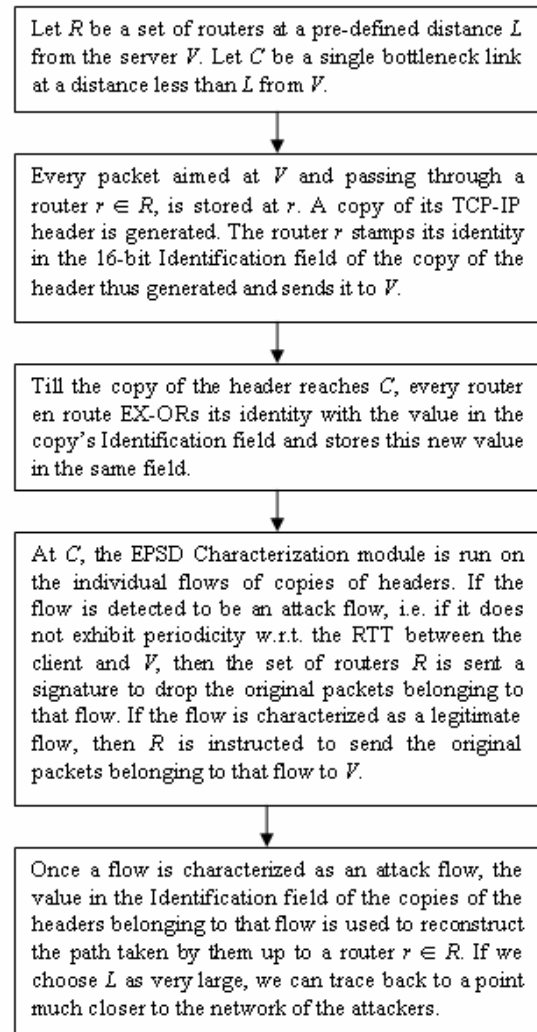 Let R be a set of routers at a pre-defined distance L
from the server V. Let C be a single bottleneck link
at a distance less than L from V.
Every packet aimed at V and passing through a
router r ∈ R, is stored at r. A copy of its TCP-IP
header is generated. The router r stamps its identity
in the 16-bit Identification field of the copy of the
header thus generated and sends it to V.
Till the copy of the header reaches C, every router
en route EX-ORs its identity with the value in the
copy's Identification field and stores this new value
in the same field.
At C, the EPSD Characterization module is run on
the individual flows of copies of headers. If the
flow is detected to be an attack flow, i.e. if it does
not exhibit periodicity w.r.t. the RTT between the
client and V, then the set of routers R is sent a
signature to drop the original packets belonging to
that flow. If the flow is characterized as a legitimate
flow, then R is instructed to send the original
packets belonging to that flow to V.
Once a flow is characterized as an attack flow, the
value in the Identification field of the copies of the
headers belonging to that flow is used to reconstruct
the path taken by them up to a router r ∈ R. If we
choose L as very large, we can trace back to a point
much closer to the network of the attackers.